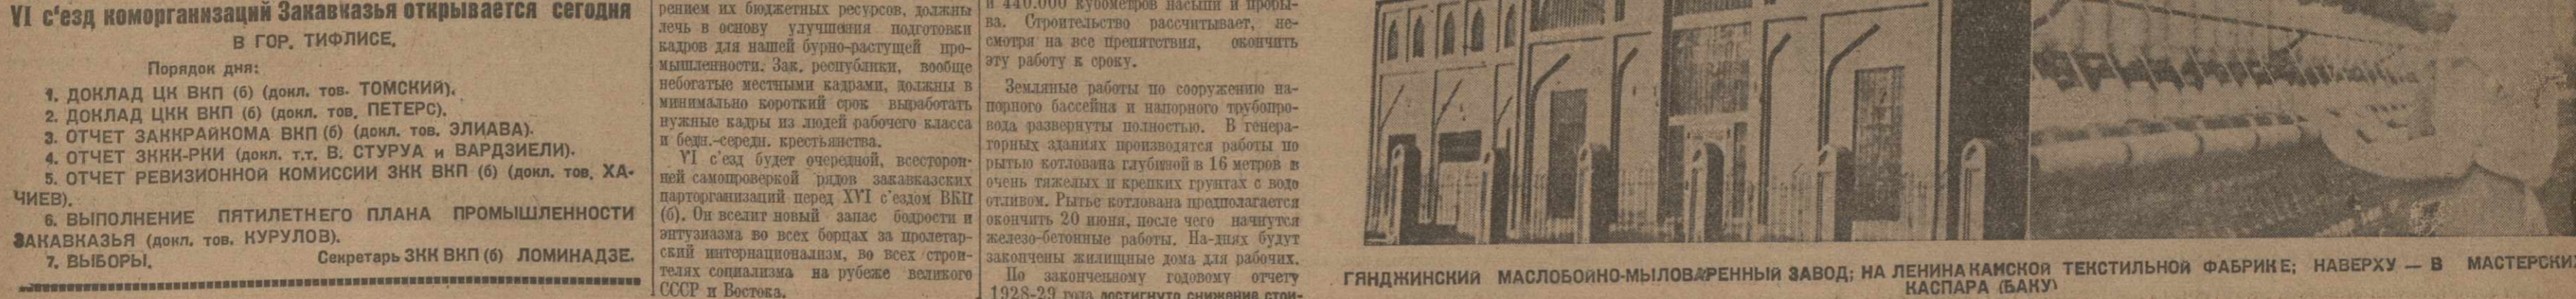 VI с'езд коморганизаций Закавказья открывается сегодня
В ГОР. ТИФЛИСЕ.
Порядок дня:
1. ДОКЛАД ЦК ВКП (б) (докл. тов. ТОМСКИЙ).
2. ДОКЛАД ЦКК ВКП (б) (докл. тов. ПЕТЕРС).
3. ОТЧЕТ ЗАККРАЙКОМА ВКП (б) (докл. тов. ЭЛИАВА).
4. ОТЧЕТ ЗККК-РКИ (докл. т.т. В. СТУРУА и ВАРДЗИЕЛИ).
5. ОТЧЕТ РЕВИЗИОННОЙ КОМИССИИ ЗКК ВКП (б) (докл. тов. ХА-
ЧИЕВ).
6. ВЫПОЛНЕНИЕ ПЯТИЛЕТНЕГО ПЛАНА ПРОМЫШЛЕННОСТИ
ЗАКАВКАЗЬЯ (докл. тов. КУРУЛОВ).
7. ВЫБОРЫ. Секретарь ЗКК ВКП (б) ЛОМИНАДЗЕ.
рением их бюджетных ресурсов, должны
лечь в основу улучшения подготовки
кадров для нашей бурно-растущей про-
мышленности. Зак. республики, вообще
небогатые местными кадрами, должны в
минимально короткий срок выработать
нужные кадры из людей рабочего класса
и бедн.-середн. крестьянства.
VI с'езд будет очередной, всесторон-
ней самопроверкой рядов закавказских
парторганизаций перед XVI с'ездом ВКП
(б). Он вселит новый запас бодрости и
энтузиазма во всех борцах за пролетар-
ский интернационализм, во всех строи-
телях социализма на рубеже великого
СССР и Востока.
и 440.000 кубометров насыпи и проры-
ва. Строительство рассчитывает, не-
смотря на все препятствия, окончить
эту работу к сроку.
Земляные работы по сооружению на-
порного бассейна и напорного трубопро-
вода развернуты полностью. В генера-
торных зданиях производятся работы по
рытью котлована глубиной в 16 метров в
очень тяжелых и крепких грунтах с водо
отливом. Рытье котлована предполагается
окончить 20 июня, после чего начнутся
железо-бетонные работы. На-днях будут
закончены жилищные дома для рабочих.
По законченному годовому отчету
1928-29 года достигнуто снижение стои-
ГЯНДЖИНСКИЙ МАСЛОБОЙНО-МЫЛОВАРЕННЫЙ ЗАВОД; НА ЛЕНИНАКАНСКОЙ ТЕКСТИЛЬНОЙ ФАБРИКЕ; НАВЕРХУ — В МАСТЕРСКИХ
КАСПАРА (БАКУ)